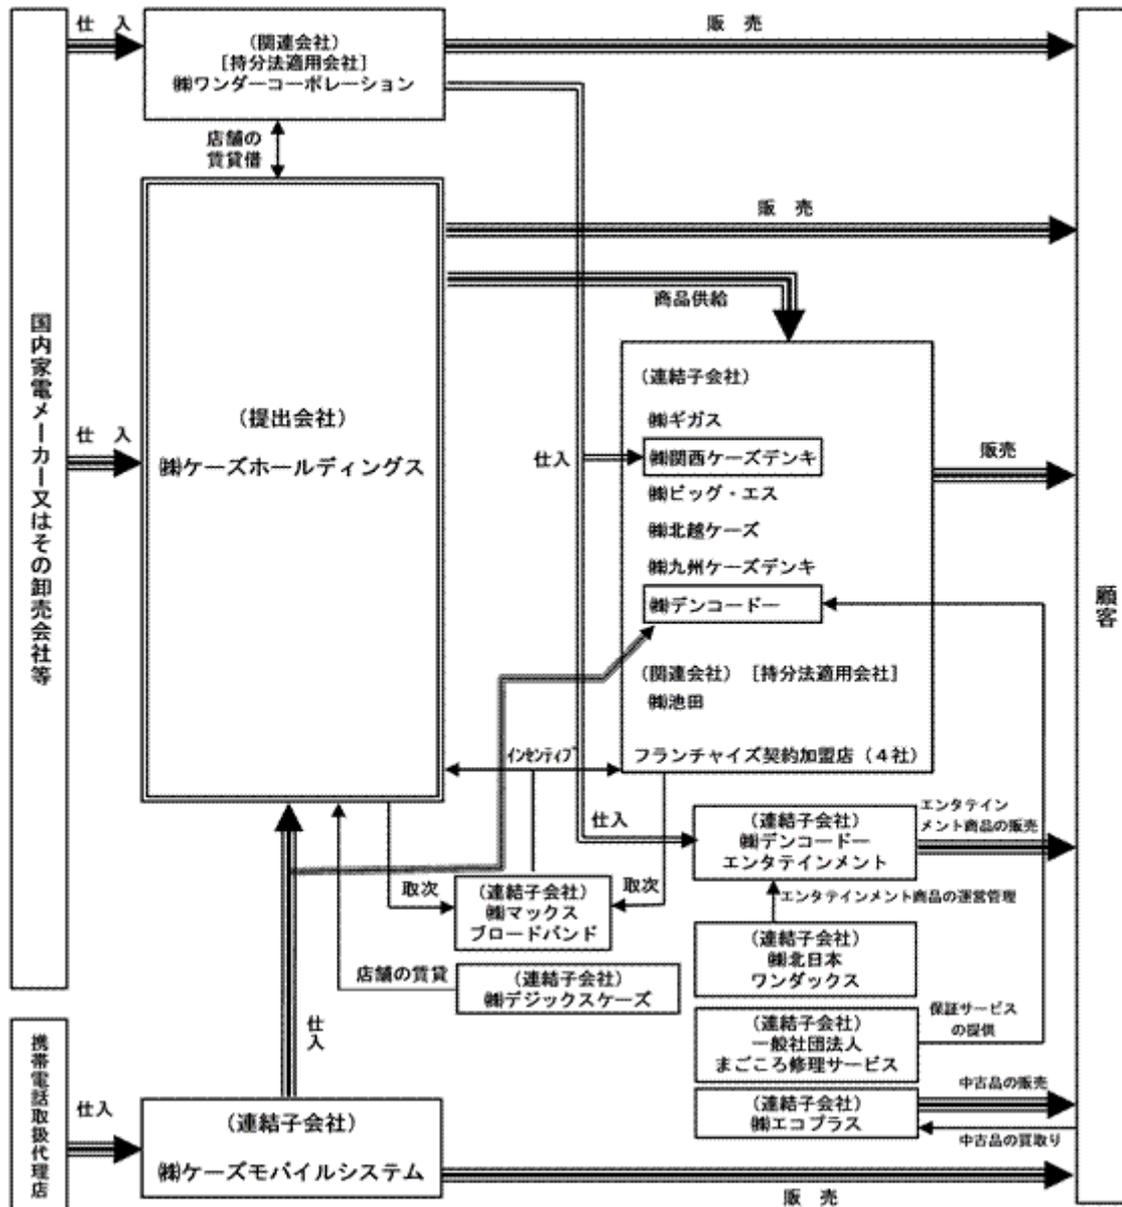 仕 入
(関連会社)
[持分法適用会社]
㈱ワンダーコーポレーション
販 売
店舗の
賃貸借
国内家電メーカー又はその卸売会社等
仕 入
(提出会社)
㈱ケーズホールディングス
販 売
商品供給
(連結子会社)
㈱ギガス
仕入
㈱関西ケーズデンキ
㈱ビッグ・エス
㈱北越ケーズ
㈱九州ケーズデンキ
㈱デンコードー
(関連会社) [持分法適用会社]
㈱池田
フランチャイズ契約加盟店(4社)
販売
顧客
インセンティブ
仕入
(連結子会社)
㈱デンコードー
エンタテインメント
エンタテイン
メント商品の販売
取次
(連結子会社)
㈱マックス
ブロードバンド
取次
エンタテインメント商品の運営管理
(連結子会社)
㈱北日本
ワンダックス
店舗の賃貸
(連結子会社)
㈱デジックスケーズ
(連結子会社)
一般社団法人
まごころ修理サービス
保証サービス
の提供
仕入
(連結子会社)
㈱エコプラス
中古品の販売
中古品の買取り
携帯電話取扱代理店
仕入
(連結子会社)
㈱ケーズモバイルシステム
販 売